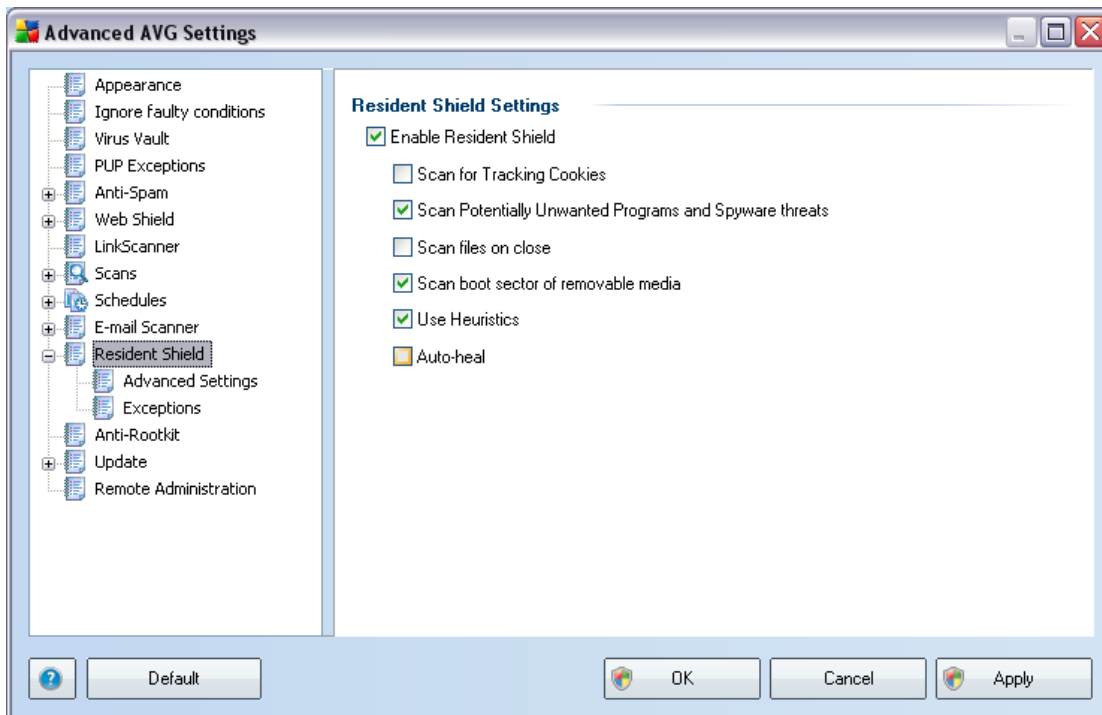 Advanced AVG Settings
Appearance
Ignore faulty conditions
Virus Vault
PUP Exceptions
Anti-Spam
Web Shield
LinkScanner
Scans
Schedules
E-mail Scanner
Resident Shield
Advanced Settings
Exceptions
Anti-Rootkit
Update
Remote Administration
Resident Shield Settings
Enable Resident Shield
Scan for Tracking Cookies
Scan Potentially Unwanted Programs and Spyware threats
Scan files on close
Scan boot sector of removable media
Use Heuristics
Auto-heal
Default
OK
Cancel
Apply